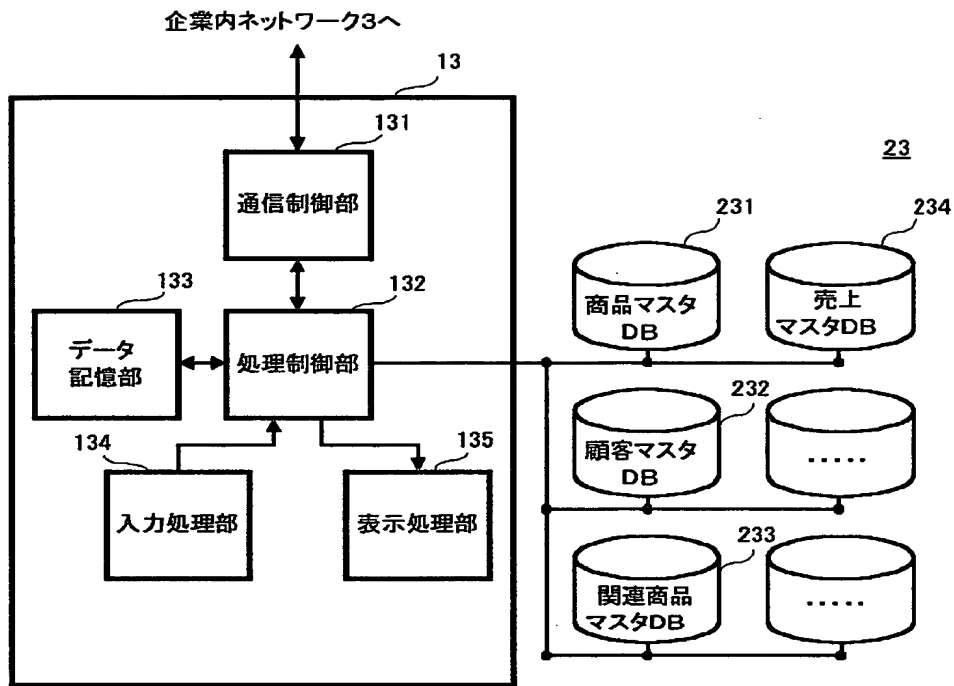 企業内ネットワーク3へ
13
131
通信制御部
23
231
234
商品マスタ
DB
売上
マスタDB
133
132
データ
記憶部
処理制御部
232
顧客マスタ
DB
.....
134
135
入力処理部
表示処理部
233
関連商品
マスタDB
.....